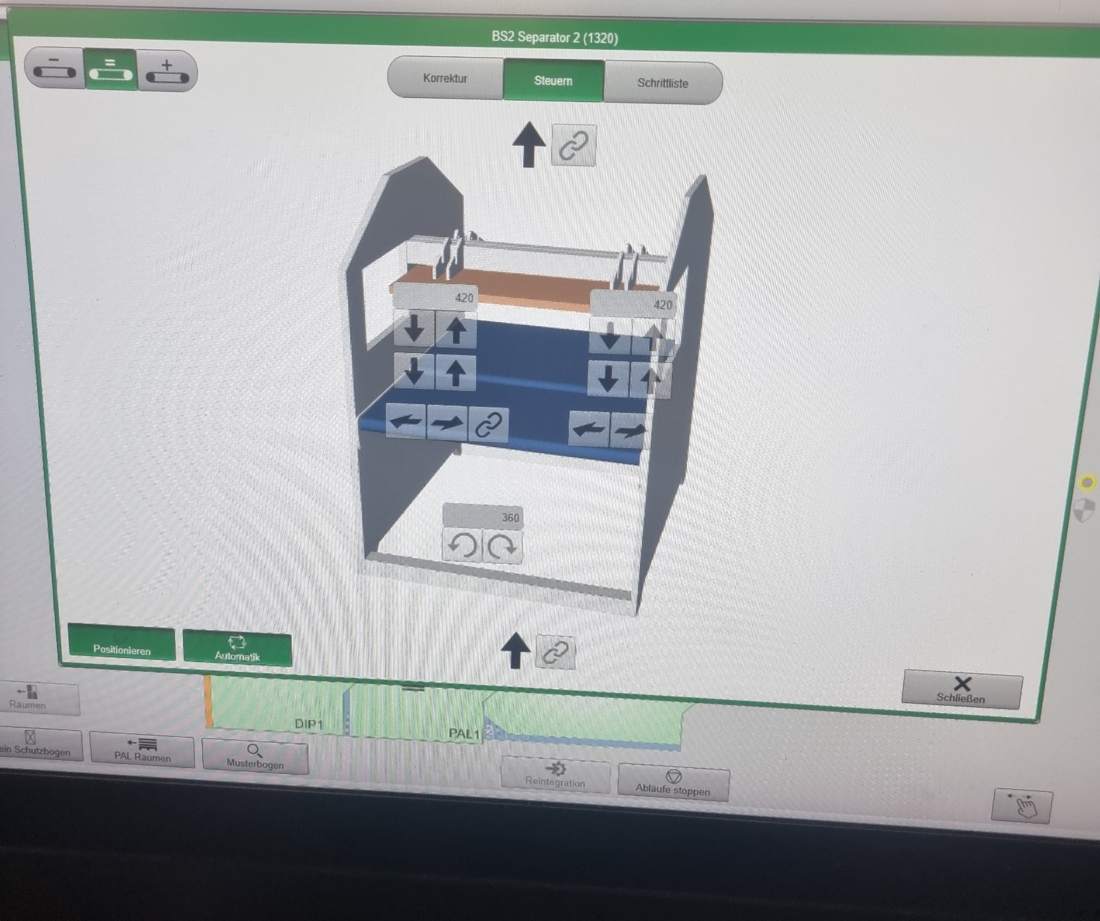 BS2 Separator 2 (1320)
Korrektur
Steuern
Schrittliste
420
420
360
Positionieren
Automatik
Schließen
Räumen
DIP1
PAL1
ein Schutzbogen
PAL Räumen
Musterbogen
Reintegration
Abläufe stoppen